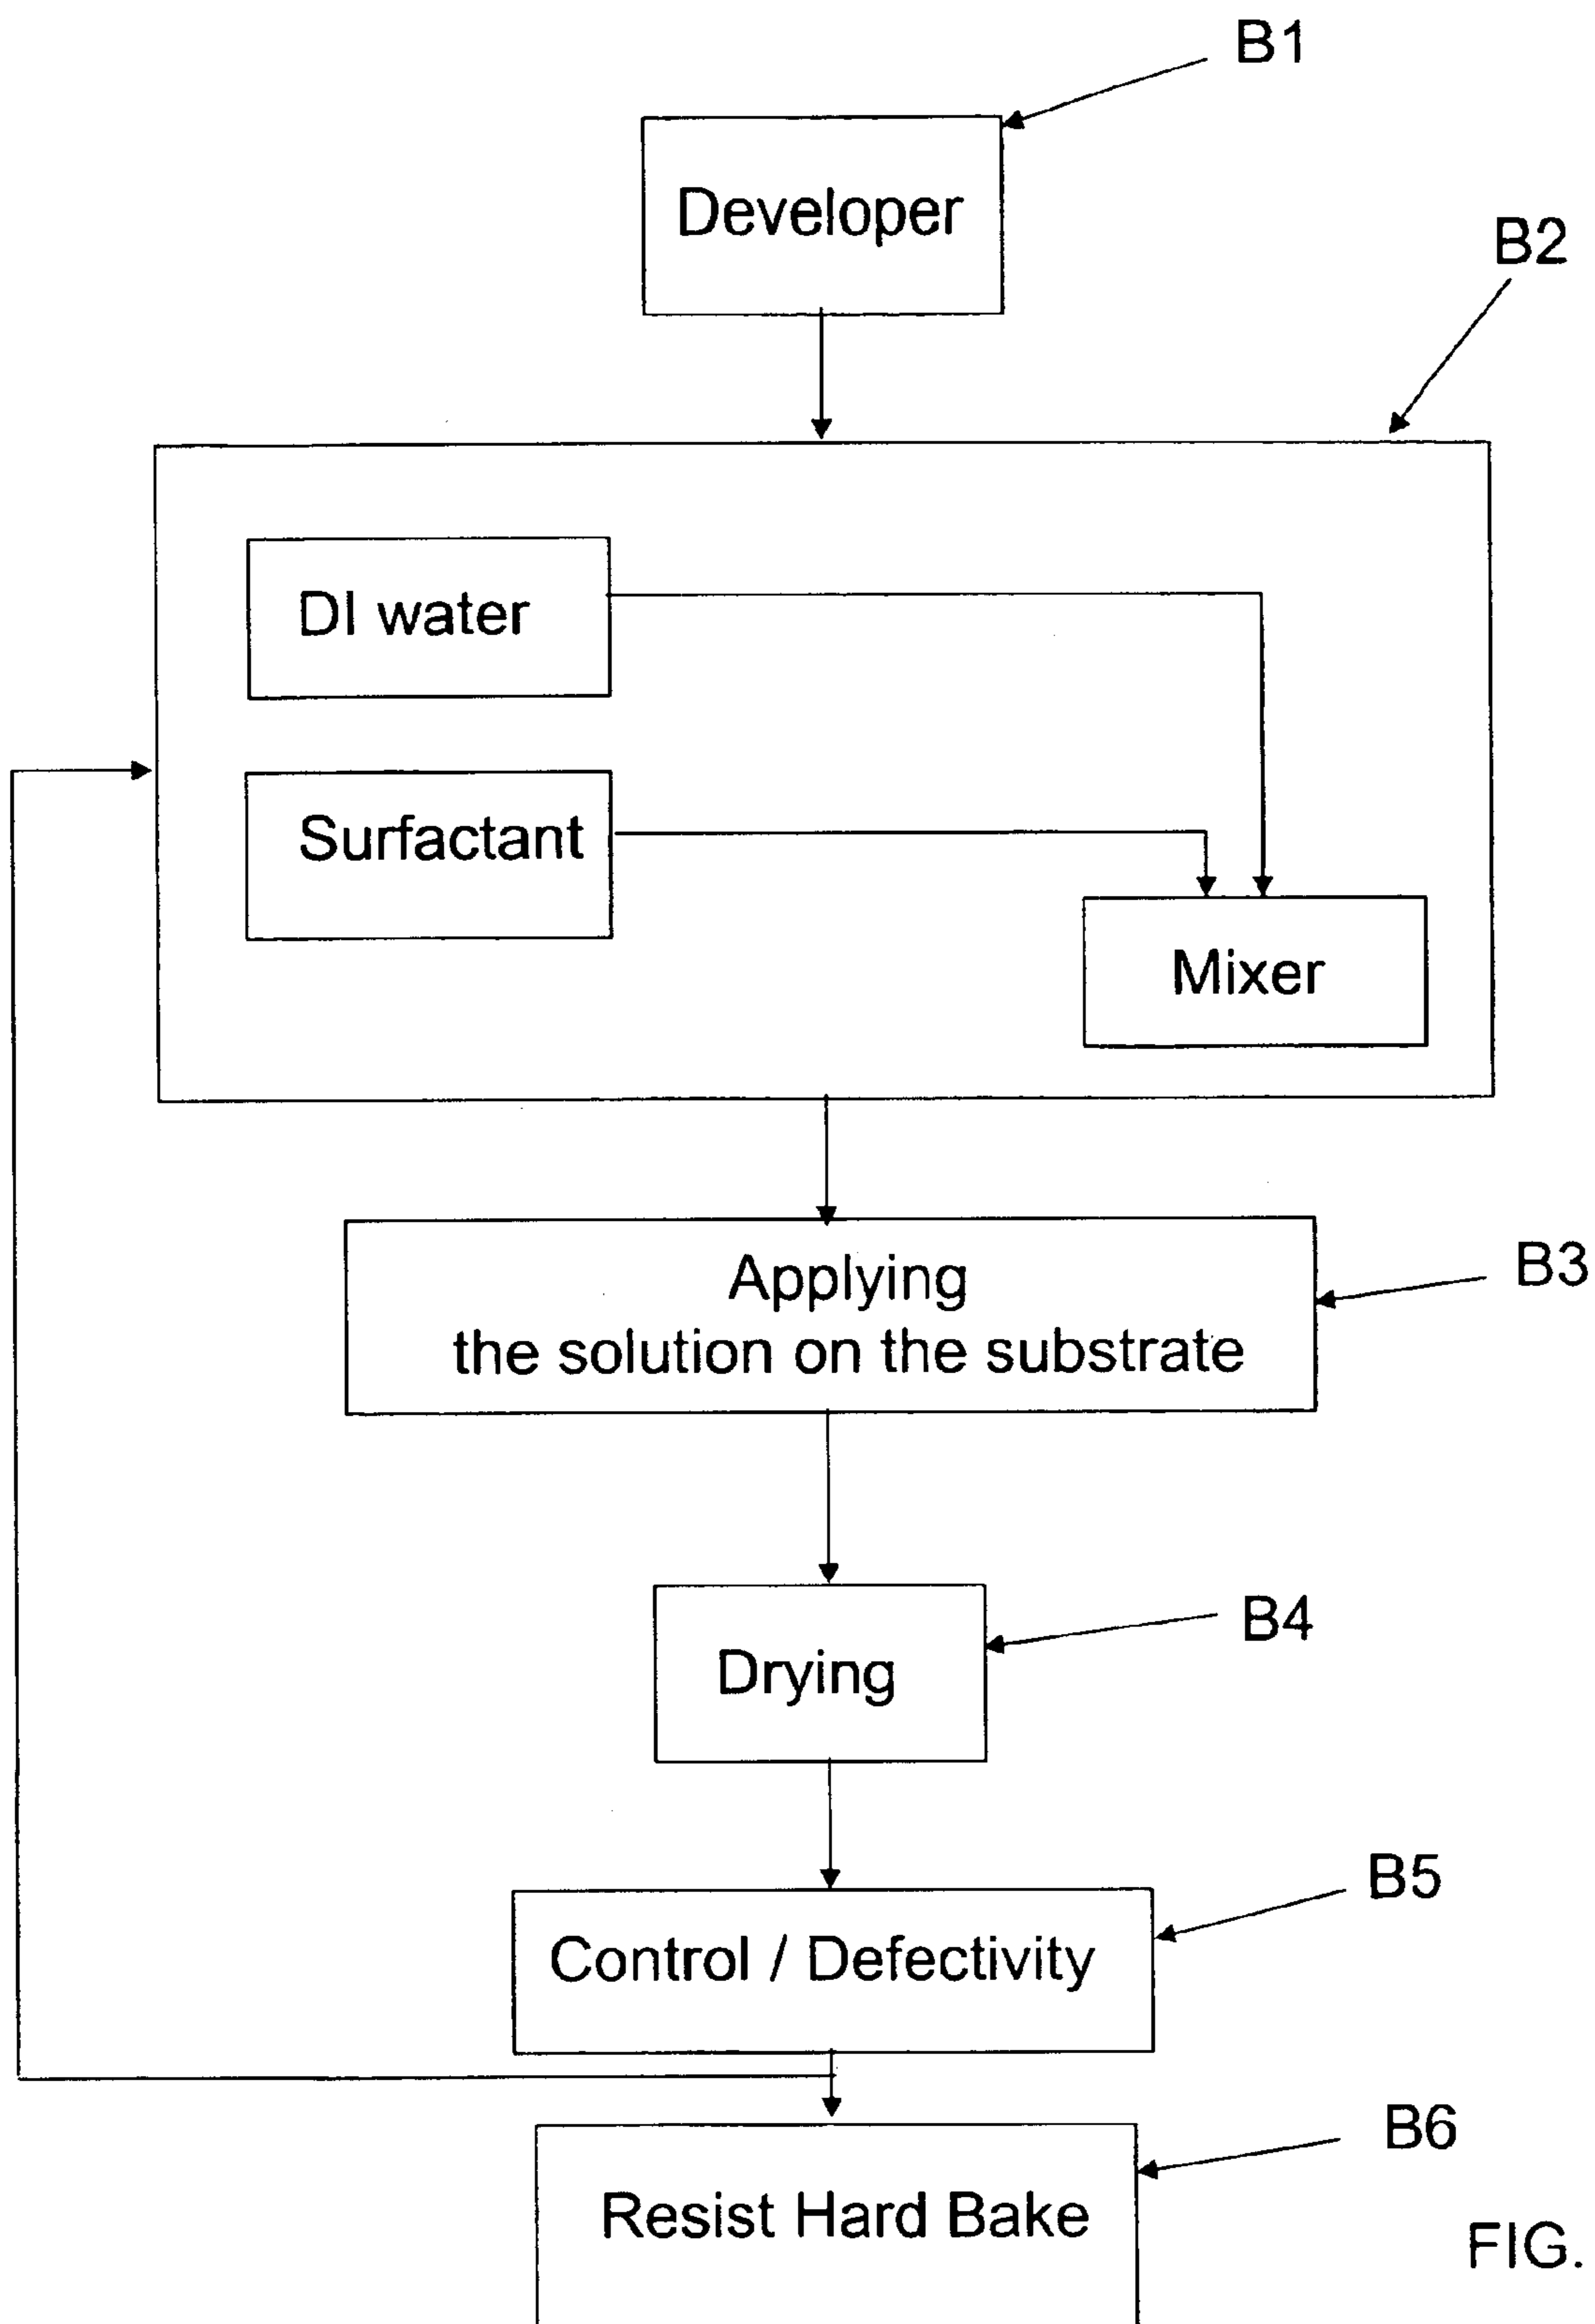 B1
Developer
B2
DI water
Surfactant
Mixer
Applying
the solution on the substrate
B3
B4
Drying
B5
Control / Defectivity
B6
Resist Hard Bake
FIG.